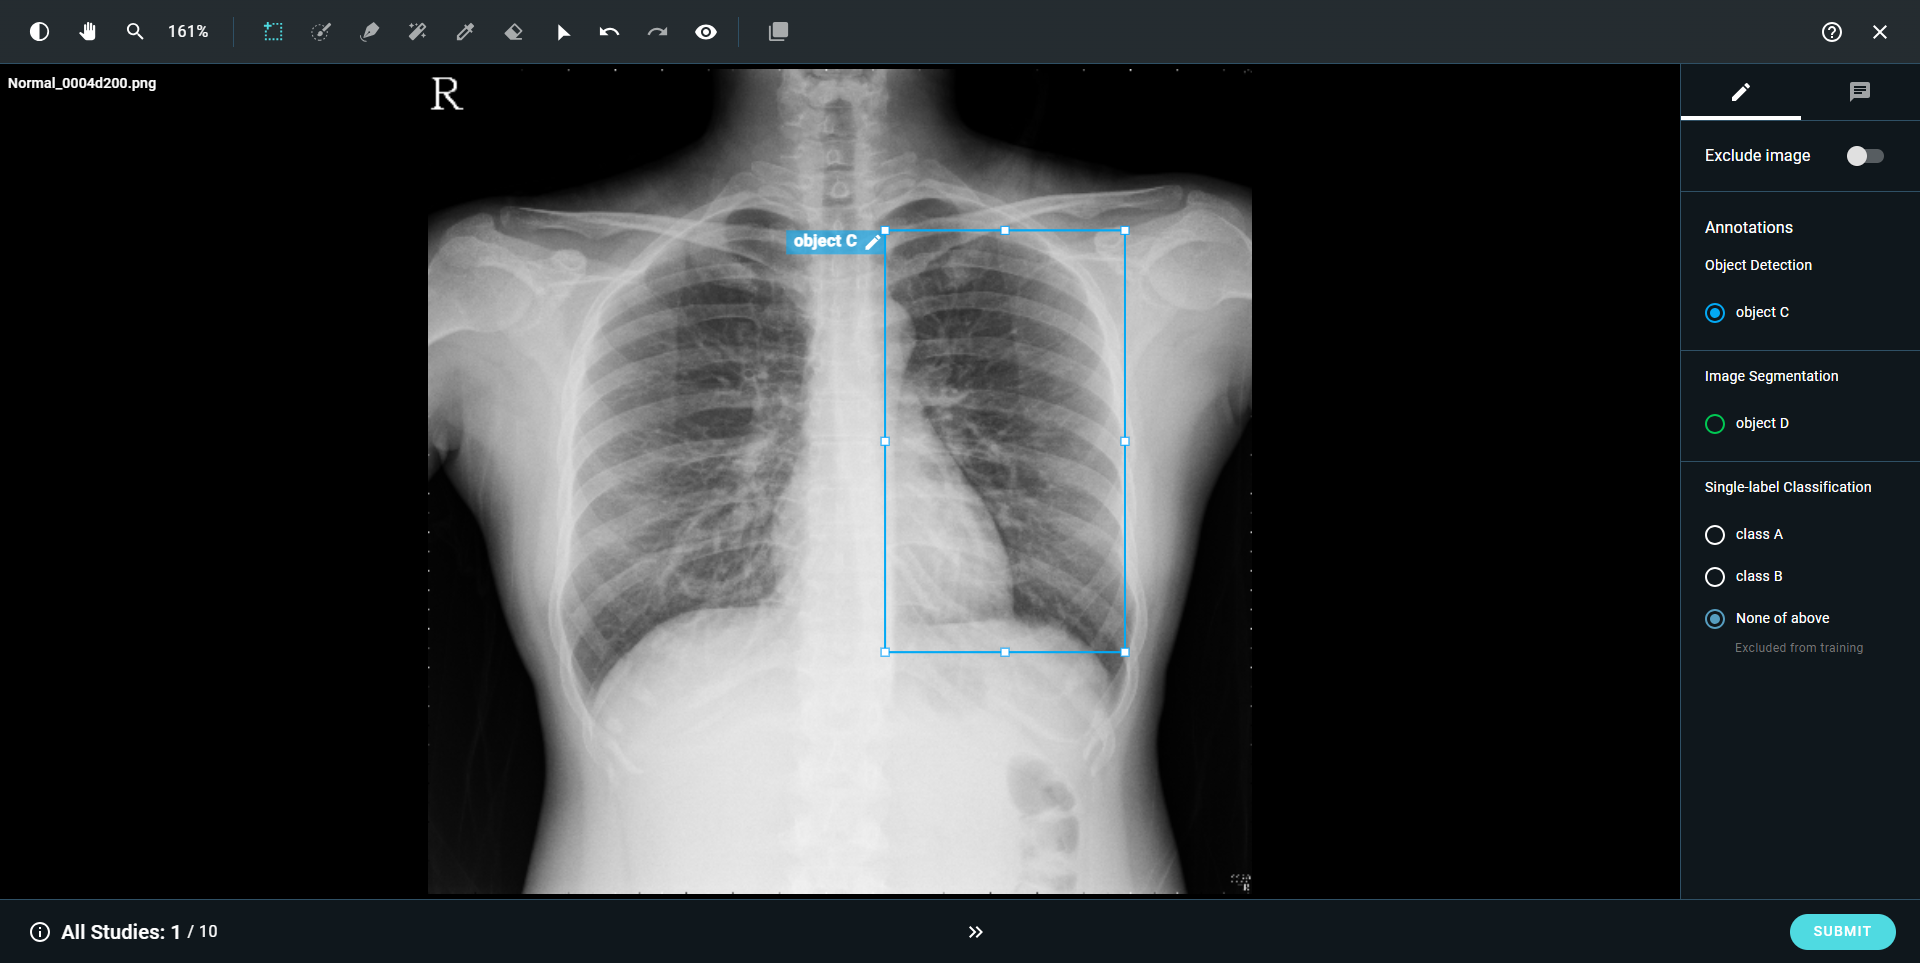 161%
Normal_0004d200.png
R
object C
Exclude image
Annotations
Object Detection
object C
Image Segmentation
object D
Single-label Classification
class A
class B
None of above
Excluded from training
All Studies: 1 / 10
SUBMIT